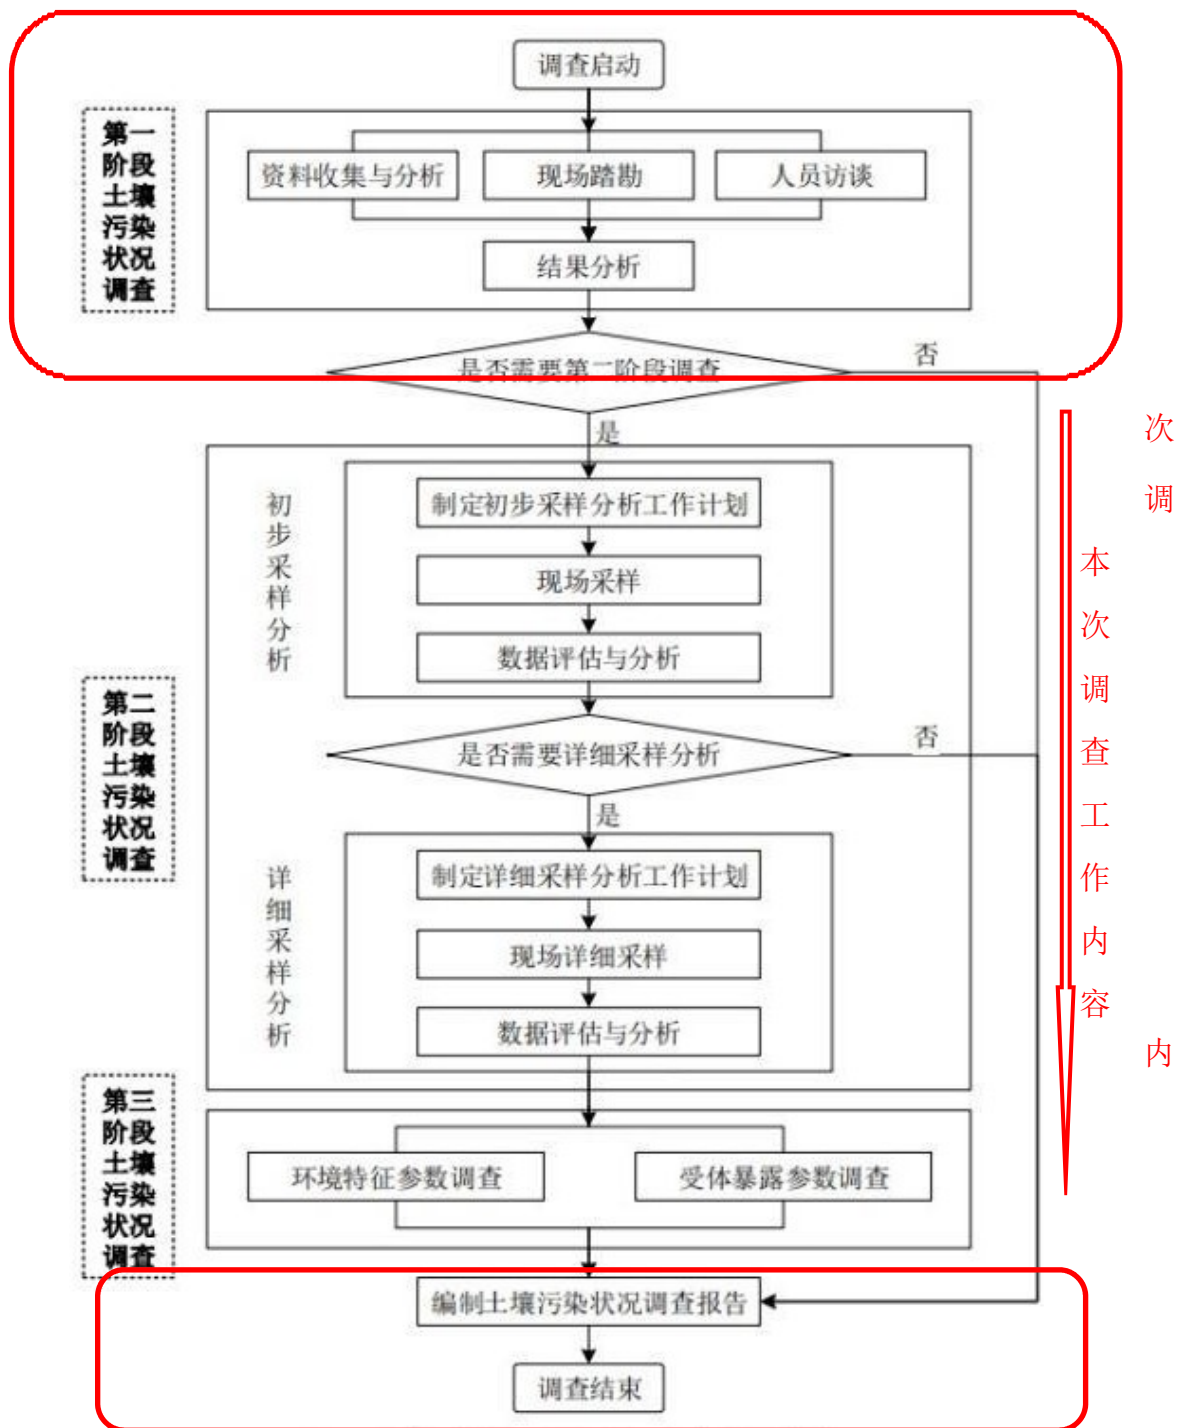 调查启动
第一
阶段
土壤
污染
状况
调查
资料收集与分析
现场踏勘
人员访谈
结果分析
是否需要第二阶段调查
否
是
次
调
本
次
调
查
工
作
内
容
内
初
步
采
样
分
析
制定初步采样分析工作计划
现场采样
数据评估与分析
第二
阶段
土壤
污染
状况
调查
是否需要详细采样分析
否
是
详
细
采
样
分
析
制定详细采样分析工作计划
现场详细采样
数据评估与分析
第三
阶段
土壤
污染
状况
调查
环境特征参数调查
受体暴露参数调查
编制土壤污染状况调查报告
调查结束